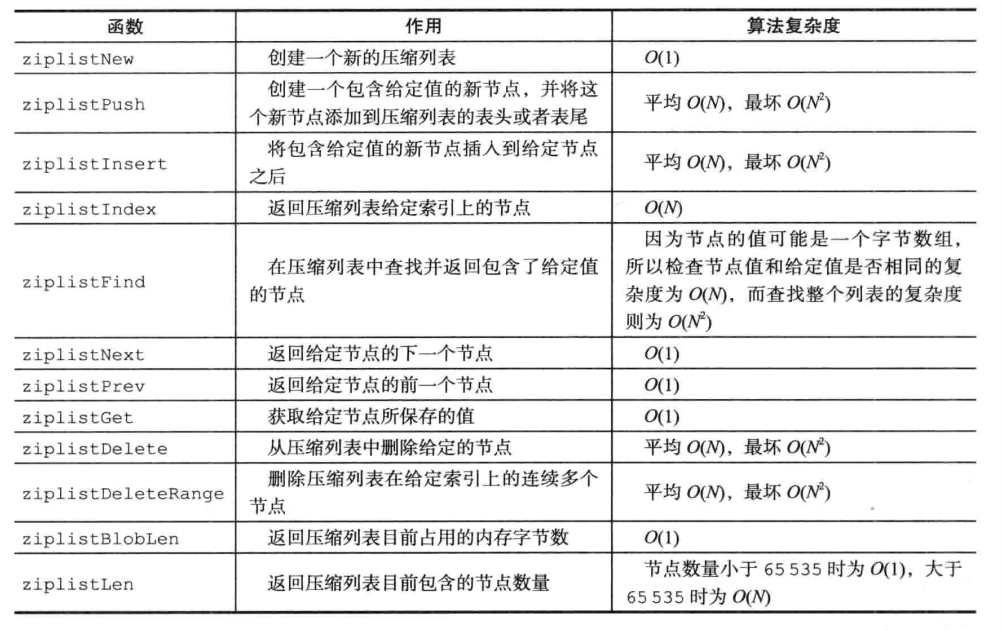 函数 作用 算法复杂度
ziplistNew 创建一个新的压缩列表 O(1)
创建一个包含给定值的新节点，并将这
ziplistPush 平均 O(N)，最坏 O(N²)
个新节点添加到压缩列表的表头或者表尾
将包含给定值的新节点插入到给定节点
ziplistInsert 平均 O(N)，最坏 O(N²)
之后
ziplistIndex 返回压缩列表给定索引上的节点 O(N)
因为节点的值可能是一个字节数组，
在压缩列表中查找并返回包含了给定值 所以检查节点值和给定值是否相同的复
ziplistFind
的节点 杂度为 O(N)，而查找整个列表的复杂度
则为 O(N²)
ziplistNext 返回给定节点的下一个节点 O(1)
ziplistPrev 返回给定节点的前一个节点 O(1)
ziplistGet 获取给定节点所保存的值 O(1)
ziplistDelete 从压缩列表中删除给定的节点 平均 O(N)，最坏 O(N²)
删除压缩列表在给定索引上的连续多个
ziplistDeleteRange 平均 O(N)，最坏 O(N²)
节点
ziplistBlobLen 返回压缩列表目前占用的内存字节数 O(1)
节点数量小于 65 535 时为 O(1)，大于
ziplistLen 返回压缩列表目前包含的节点数量
65 535 时为 O(N)